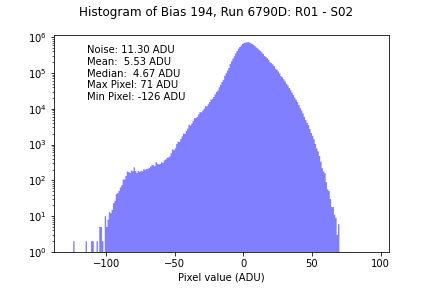 Histogram of Bias 194, Run 6790D: R01 - S02
10⁶
10⁵
10⁴
10³
10²
10¹
10⁰
Noise: 11.30 ADU
Mean: 5.53 ADU
Median: 4.67 ADU
Max Pixel: 71 ADU
Min Pixel: -126 ADU
−100 −50 0 50 100
Pixel value (ADU)